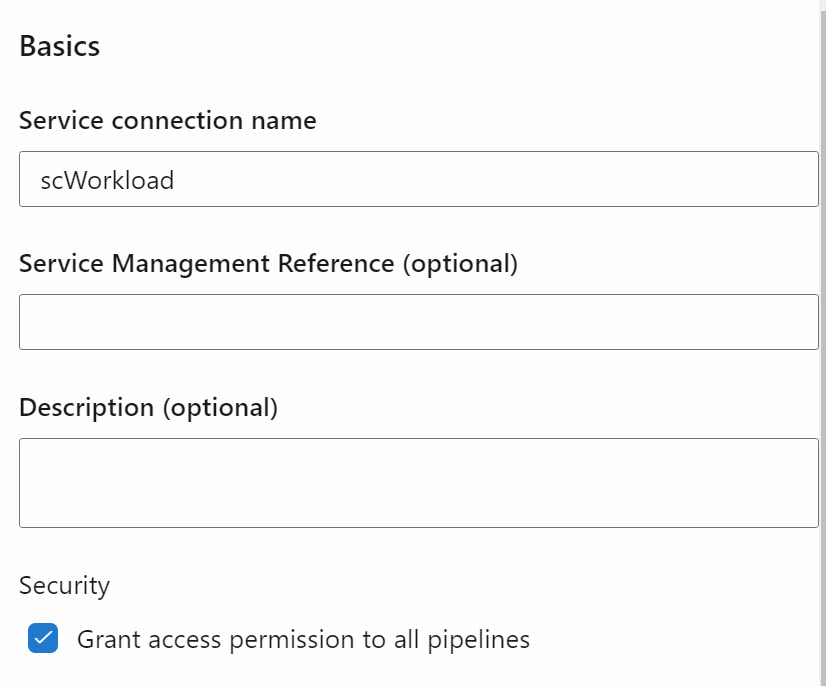 Basics
Service connection name
scWorkload
Service Management Reference (optional)
Description (optional)
Security
Grant access permission to all pipelines